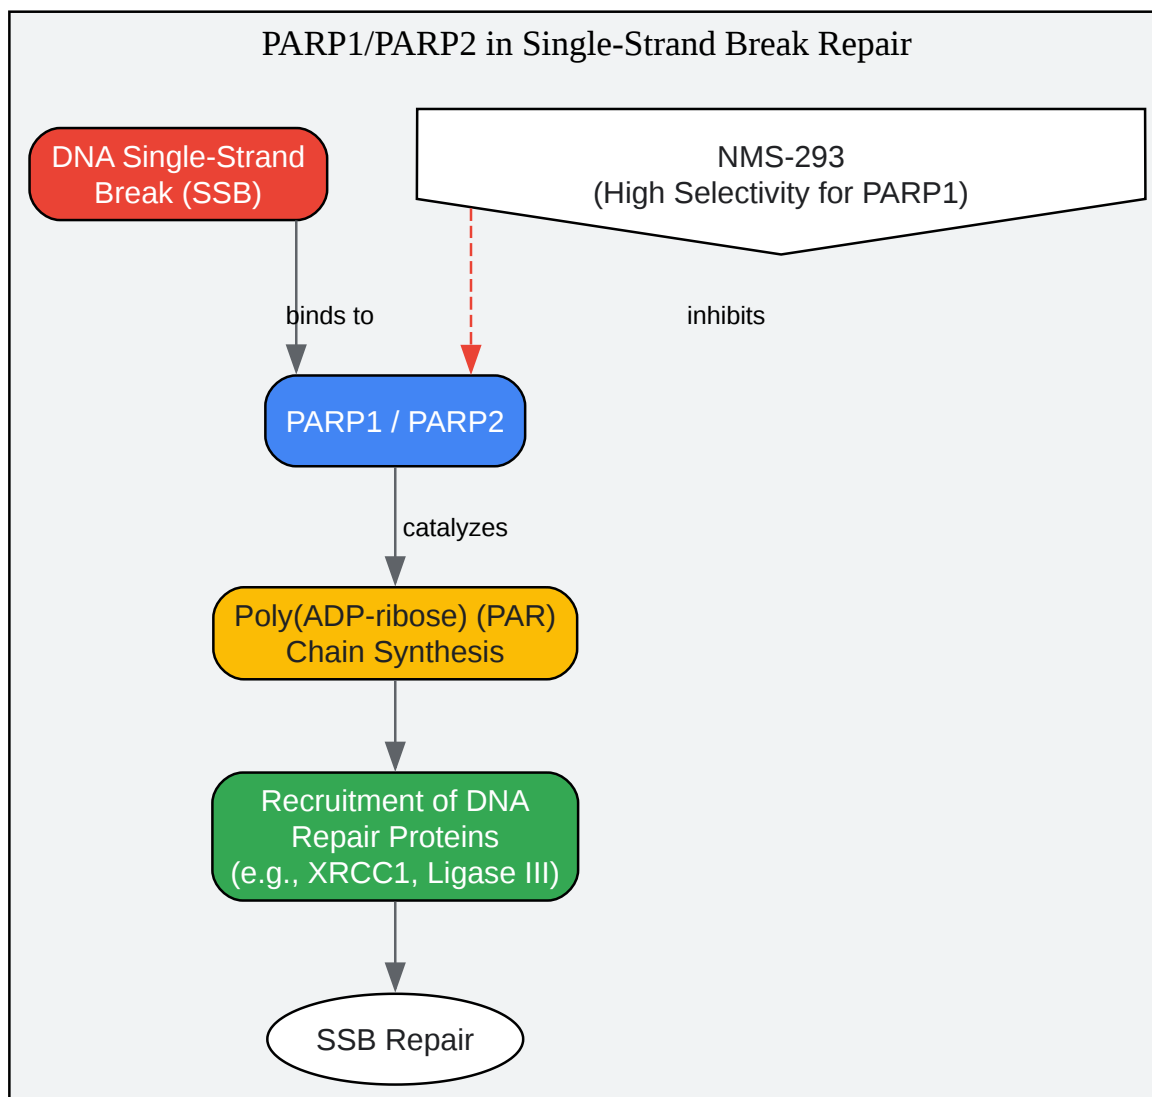 PARP1/PARP2 in Single-Strand Break Repair
DNA Single-Strand
Break (SSB)
NMS-293
(High Selectivity for PARP1)
binds to
inhibits
PARP1 / PARP2
catalyzes
Poly(ADP-ribose) (PAR)
Chain Synthesis
Recruitment of DNA
Repair Proteins
(e.g., XRCC1, Ligase III)
SSB Repair